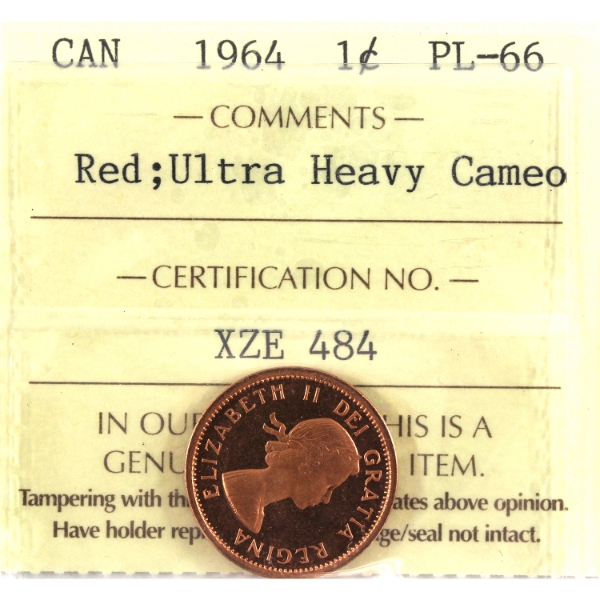 CAN 1964 1¢ PL-66
— COMMENTS —
Red;Ultra Heavy Cameo
— CERTIFICATION NO. —
XZE 484
IN OU HIS IS A
GENU ITEM.
Tampering with th ates above opinion.
Have holder rep ge/seal not intact.
ELIZABETH II DEI GRATIA REGINA